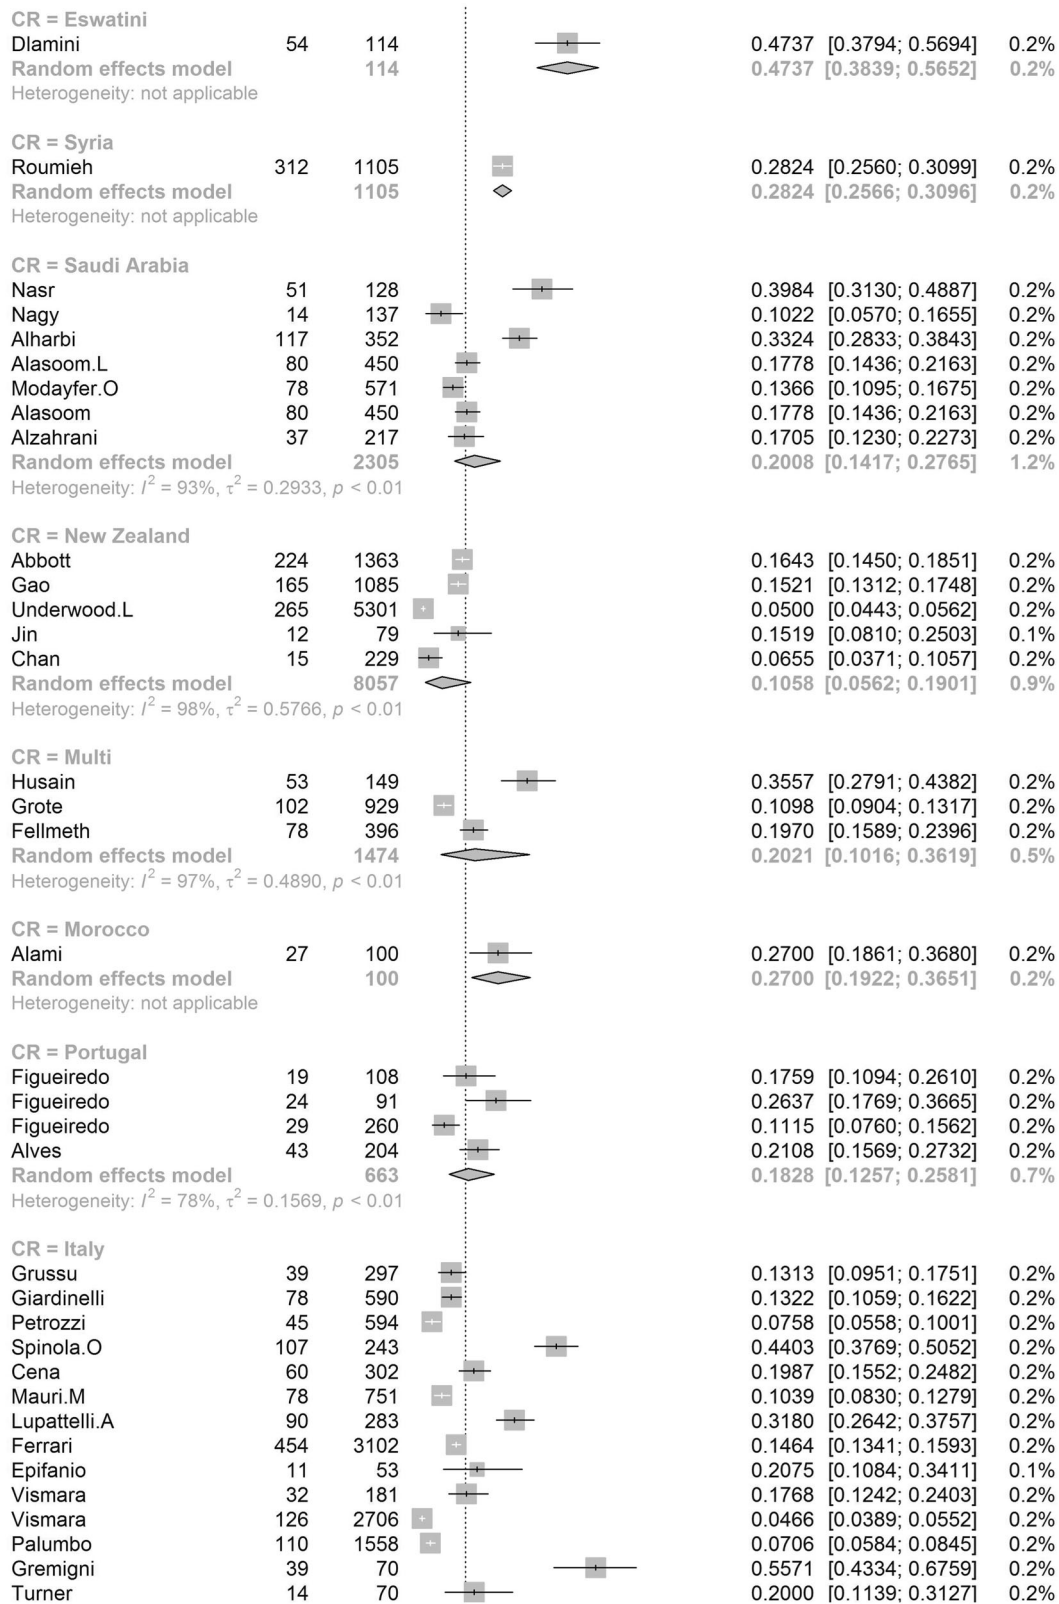 CR = Eswatini
Dlamini 54 114 0.4737 [0.3794; 0.5694] 0.2%
Random effects model 114 0.4737 [0.3839; 0.5652] 0.2%
Heterogeneity: not applicable
CR = Syria
Roumieh 312 1105 0.2824 [0.2560; 0.3099] 0.2%
Random effects model 1105 0.2824 [0.2566; 0.3096] 0.2%
Heterogeneity: not applicable
CR = Saudi Arabia
Nasr 51 128 0.3984 [0.3130; 0.4887] 0.2%
Nagy 14 137 0.1022 [0.0570; 0.1655] 0.2%
Alharbi 117 352 0.3324 [0.2833; 0.3843] 0.2%
Alasoom.L 80 450 0.1778 [0.1436; 0.2163] 0.2%
Modayfer.O 78 571 0.1366 [0.1095; 0.1675] 0.2%
Alasoom 80 450 0.1778 [0.1436; 0.2163] 0.2%
Alzahrani 37 217 0.1705 [0.1230; 0.2273] 0.2%
Random effects model 2305 0.2008 [0.1417; 0.2765] 1.2%
Heterogeneity: I² = 93%, τ² = 0.2933, p < 0.01
CR = New Zealand
Abbott 224 1363 0.1643 [0.1450; 0.1851] 0.2%
Gao 165 1085 0.1521 [0.1312; 0.1748] 0.2%
Underwood.L 265 5301 0.0500 [0.0443; 0.0562] 0.2%
Jin 12 79 0.1519 [0.0810; 0.2503] 0.1%
Chan 15 229 0.0655 [0.0371; 0.1057] 0.2%
Random effects model 8057 0.1058 [0.0562; 0.1901] 0.9%
Heterogeneity: I² = 98%, τ² = 0.5766, p < 0.01
CR = Multi
Husain 53 149 0.3557 [0.2791; 0.4382] 0.2%
Grote 102 929 0.1098 [0.0904; 0.1317] 0.2%
Fellmeth 78 396 0.1970 [0.1589; 0.2396] 0.2%
Random effects model 1474 0.2021 [0.1016; 0.3619] 0.5%
Heterogeneity: I² = 97%, τ² = 0.4890, p < 0.01
CR = Morocco
Alami 27 100 0.2700 [0.1861; 0.3680] 0.2%
Random effects model 100 0.2700 [0.1922; 0.3651] 0.2%
Heterogeneity: not applicable
CR = Portugal
Figueiredo 19 108 0.1759 [0.1094; 0.2610] 0.2%
Figueiredo 24 91 0.2637 [0.1769; 0.3665] 0.2%
Figueiredo 29 260 0.1115 [0.0760; 0.1562] 0.2%
Alves 43 204 0.2108 [0.1569; 0.2732] 0.2%
Random effects model 663 0.1828 [0.1257; 0.2581] 0.7%
Heterogeneity: I² = 78%, τ² = 0.1569, p < 0.01
CR = Italy
Grussu 39 297 0.1313 [0.0951; 0.1751] 0.2%
Giardinelli 78 590 0.1322 [0.1059; 0.1622] 0.2%
Petrozzi 45 594 0.0758 [0.0558; 0.1001] 0.2%
Spinola.O 107 243 0.4403 [0.3769; 0.5052] 0.2%
Cena 60 302 0.1987 [0.1552; 0.2482] 0.2%
Mauri.M 78 751 0.1039 [0.0830; 0.1279] 0.2%
Lupattelli.A 90 283 0.3180 [0.2642; 0.3757] 0.2%
Ferrari 454 3102 0.1464 [0.1341; 0.1593] 0.2%
Epifanio 11 53 0.2075 [0.1084; 0.3411] 0.1%
Vismara 32 181 0.1768 [0.1242; 0.2403] 0.2%
Vismara 126 2706 0.0466 [0.0389; 0.0552] 0.2%
Palumbo 110 1558 0.0706 [0.0584; 0.0845] 0.2%
Gremigni 39 70 0.5571 [0.4334; 0.6759] 0.2%
Turner 14 70 0.2000 [0.1139; 0.3127] 0.2%